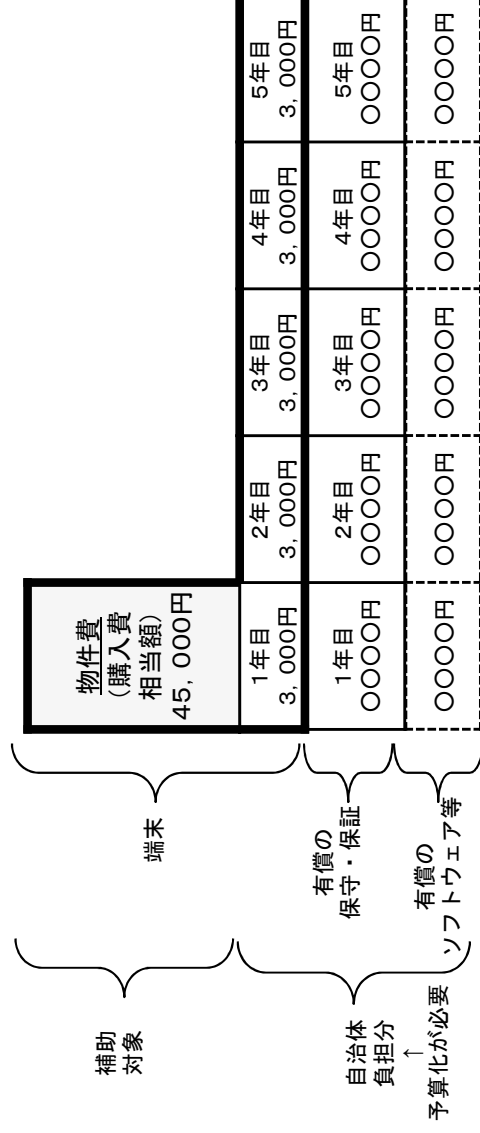 補助
対象
端末
物件費
（購入費
相当額）
45，000円
自治体
負担分
↑
予算化が必要
1年目
3，000円
2年目
3，000円
3年目
3，000円
4年目
3，000円
5年目
3，000円
有償の
保守・保証
1年目
〇〇〇〇円
2年目
〇〇〇〇円
3年目
〇〇〇〇円
4年目
〇〇〇〇円
5年目
〇〇〇〇円
有償の
ソフトウェア等
〇〇〇〇円
〇〇〇〇円
〇〇〇〇円
〇〇〇〇円
〇〇〇〇円